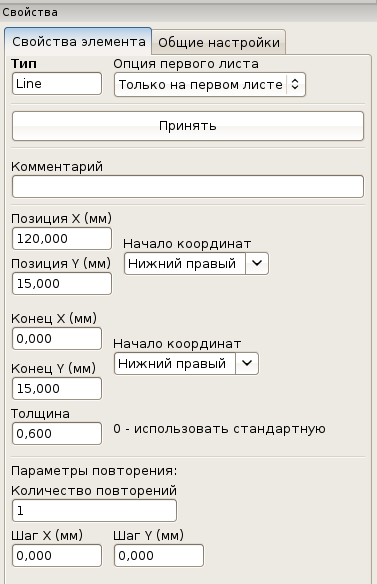 Свойства
Свойства элемента
Общие настройки
Тип
Опция первого листа
Line
Только на первом листе
Принять
Комментарий
Позиция X (мм)
120,000
Начало координат
Позиция Y (мм)
Нижний правый
15,000
Конец X (мм)
0,000
Начало координат
Конец Y (мм)
Нижний правый
15,000
Толщина
0,600
0 - использовать стандартную
Параметры повторения:
Количество повторений
1
Шаг X (мм)
Шаг Y (мм)
0,000
0,000